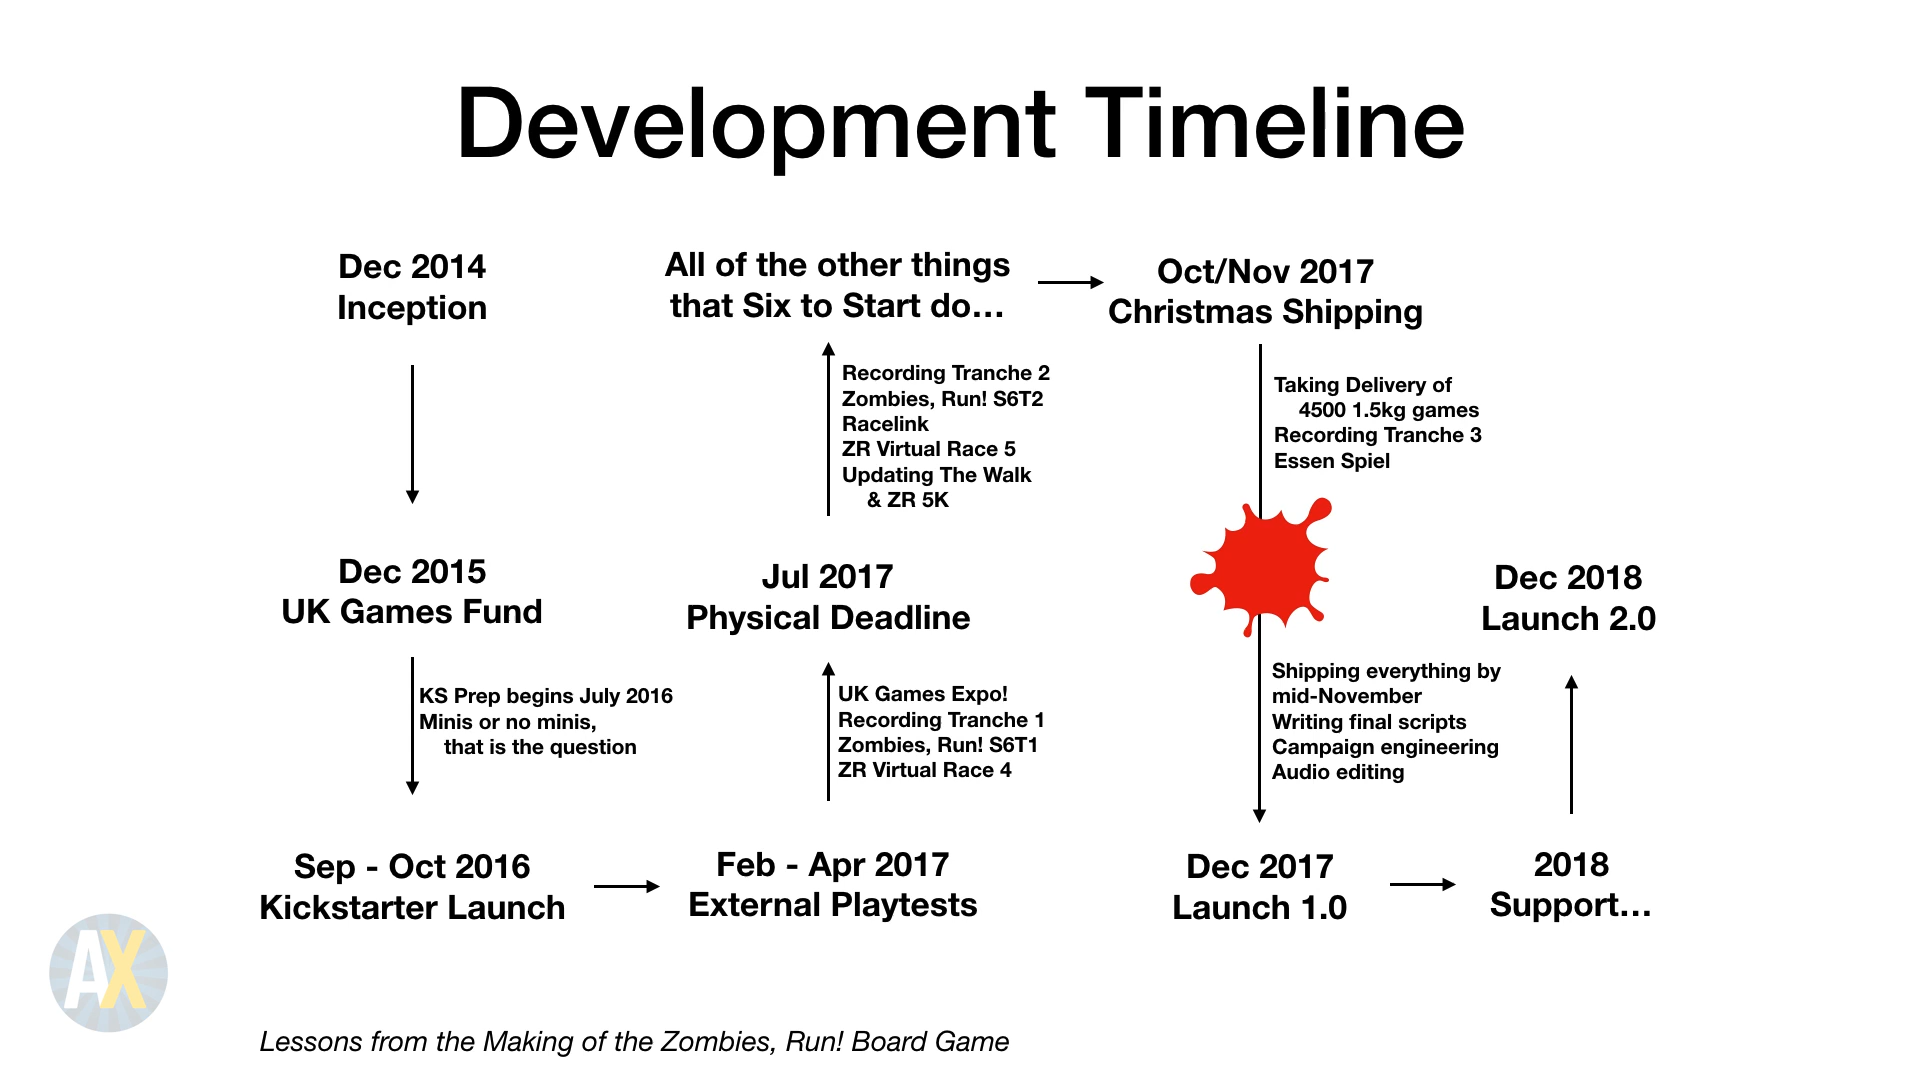 Development Timeline
Dec 2014
Inception
Dec 2015
UK Games Fund
KS Prep begins July 2016
Minis or no minis,
that is the question
Sep - Oct 2016
Kickstarter Launch
Feb - Apr 2017
External Playtests
UK Games Expo!
Recording Tranche 1
Zombies, Run! S6T1
ZR Virtual Race 4
Jul 2017
Physical Deadline
Recording Tranche 2
Zombies, Run! S6T2
Racelink
ZR Virtual Race 5
Updating The Walk
& ZR 5K
All of the other things
that Six to Start do…
Oct/Nov 2017
Christmas Shipping
Taking Delivery of
4500 1.5kg games
Recording Tranche 3
Essen Spiel
Shipping everything by
mid-November
Writing final scripts
Campaign engineering
Audio editing
Dec 2017
Launch 1.0
2018
Support…
Dec 2018
Launch 2.0
AX
Lessons from the Making of the Zombies, Run! Board Game